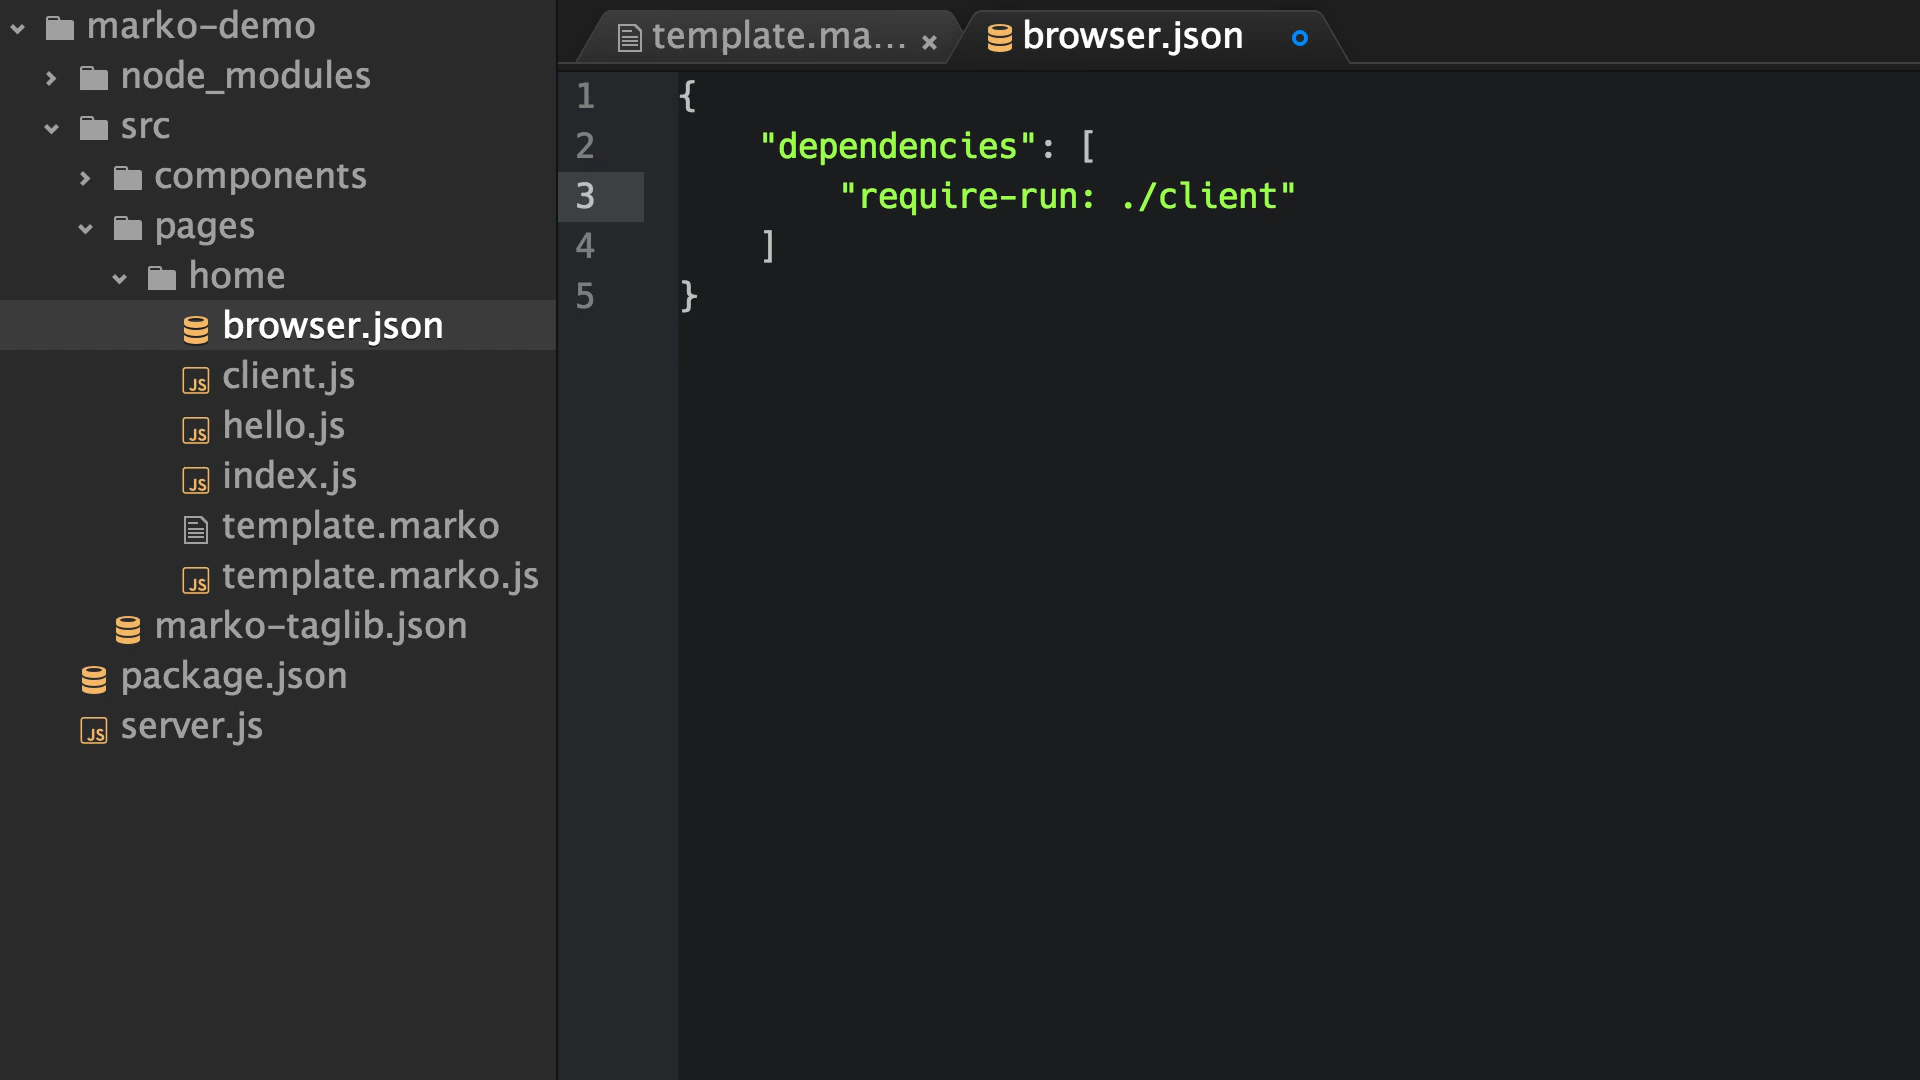 marko-demo
node_modules
src
components
pages
home
browser.json
client.js
hello.js
index.js
template.marko
template.marko.js
marko-taglib.json
package.json
server.js
template.ma...
browser.json
1 {
2 "dependencies": [
3 "require-run: ./client"
4 ]
5 }